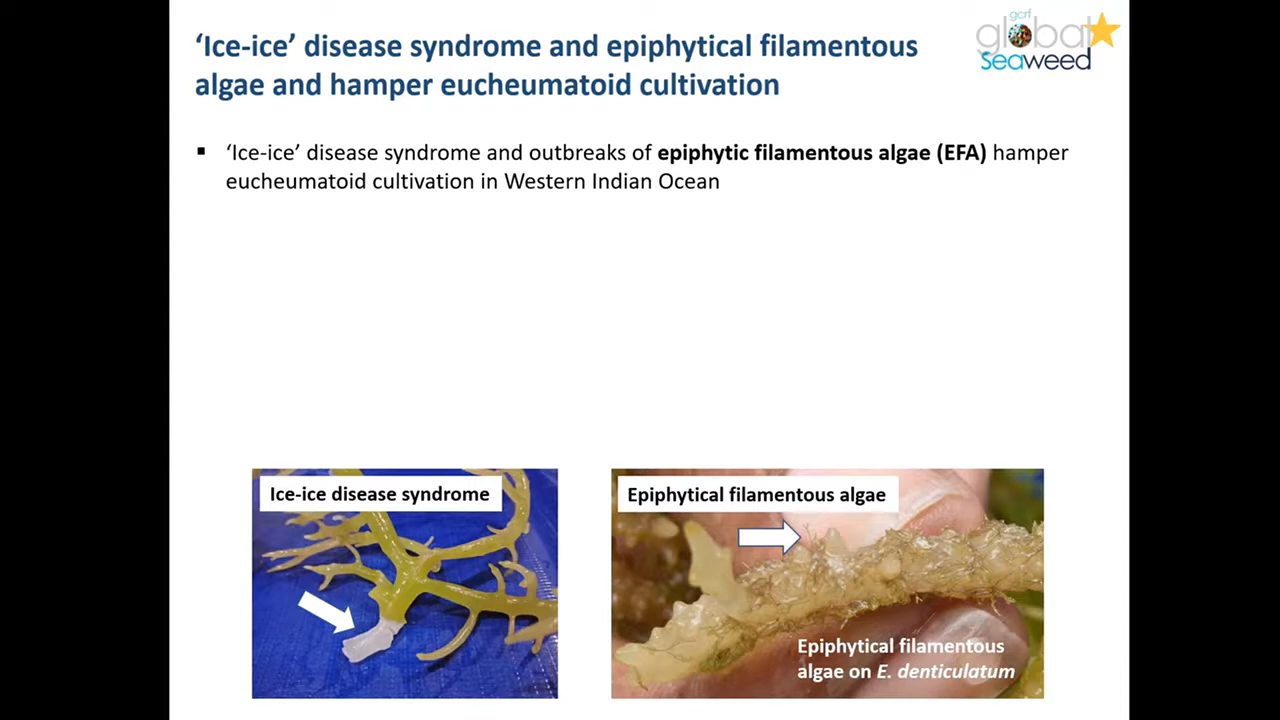 ‘Ice-ice’ disease syndrome and epiphytical filamentous
algae and hamper eucheumatoid cultivation
gcrf
global
Seaweed
▪ ‘Ice-ice’ disease syndrome and outbreaks of epiphytic filamentous algae (EFA) hamper
eucheumatoid cultivation in Western Indian Ocean
Ice-ice disease syndrome
Epiphytical filamentous algae
Epiphytical filamentous
algae on E. denticulatum